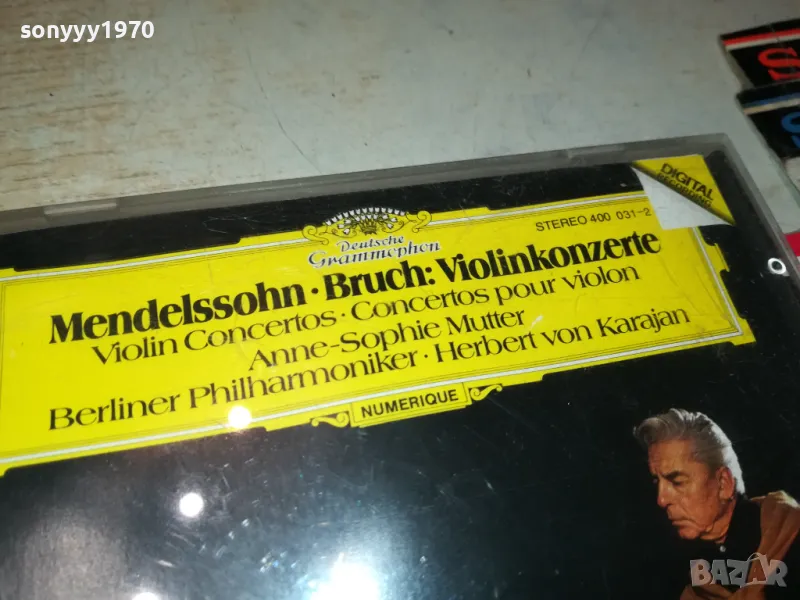 sonyyy1970
DIGITAL
RECORDING
STEREO 400 031-2
Deutsche
Grammophon
Mendelssohn · Bruch: Violinkonzerte
Violin Concertos · Concertos pour violon
Anne-Sophie Mutter
Berliner Philharmoniker · Herbert von Karajan
NUMERIQUE
BAZAR